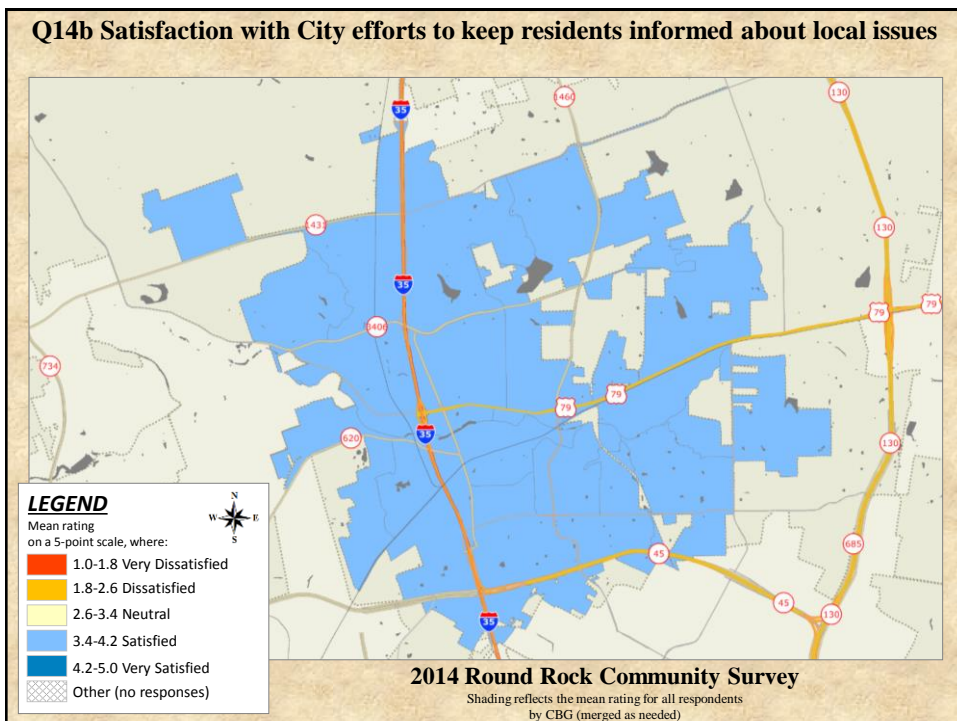 Q14b Satisfaction with City efforts to keep residents informed about local issues
35
1460
130
1431
130
35
79
79
3406
734
79
79
35
620
130
LEGEND
N
W E
S
Mean rating
on a 5-point scale, where:
1.0-1.8 Very Dissatisfied
1.8-2.6 Dissatisfied
2.6-3.4 Neutral
3.4-4.2 Satisfied
4.2-5.0 Very Satisfied
Other (no responses)
45
685
45
130
35
2014 Round Rock Community Survey
Shading reflects the mean rating for all respondents
by CBG (merged as needed)